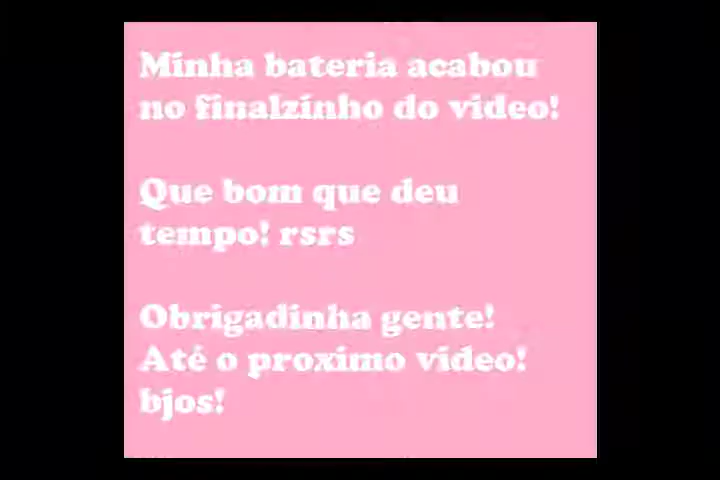 Minha bateria acabou
no finalzinho do video!
Que bom que deu
tempo! rsrs
Obrigadinha gente!
Até o proximo video!
bjos!